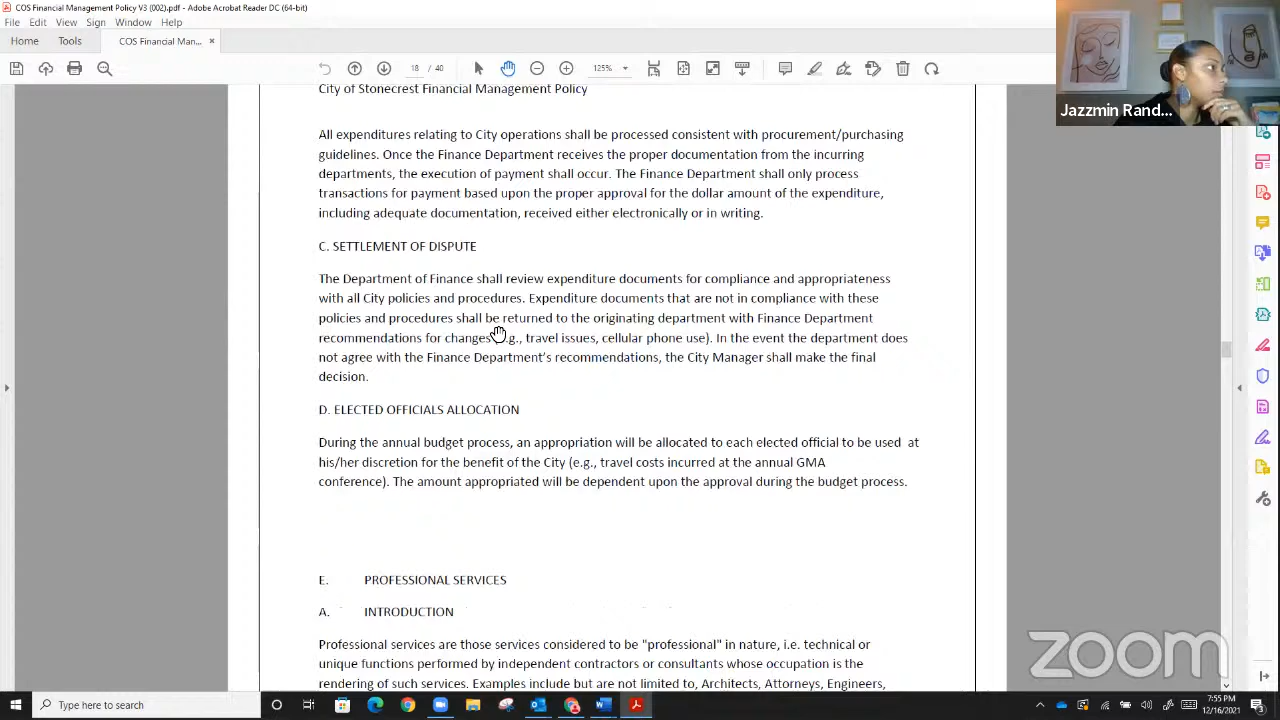 COS Financial Management Policy V3 (002).pdf - Adobe Acrobat Reader DC (64-bit)
File Edit View Sign Window Help
Home Tools COS Financial Man... ×
18 / 40 125%
Jazzmin Rand...
City of Stonecrest Financial Management Policy
All expenditures relating to City operations shall be processed consistent with procurement/purchasing
guidelines. Once the Finance Department receives the proper documentation from the incurring
departments, the execution of payment shall occur. The Finance Department shall only process
transactions for payment based upon the proper approval for the dollar amount of the expenditure,
including adequate documentation, received either electronically or in writing.
C. SETTLEMENT OF DISPUTE
The Department of Finance shall review expenditure documents for compliance and appropriateness
with all City policies and procedures. Expenditure documents that are not in compliance with these
policies and procedures shall be returned to the originating department with Finance Department
recommendations for changes (e.g., travel issues, cellular phone use). In the event the department does
not agree with the Finance Department's recommendations, the City Manager shall make the final
decision.
D. ELECTED OFFICIALS ALLOCATION
During the annual budget process, an appropriation will be allocated to each elected official to be used at
his/her discretion for the benefit of the City (e.g., travel costs incurred at the annual GMA
conference). The amount appropriated will be dependent upon the approval during the budget process.
E. PROFESSIONAL SERVICES
A. INTRODUCTION
Professional services are those services considered to be "professional" in nature, i.e. technical or
unique functions performed by independent contractors or consultants whose occupation is the
rendering of such services. Examples include but are not limited to, Architects, Attorneys, Engineers,
zoom
Type here to search
7:55 PM
12/16/2021